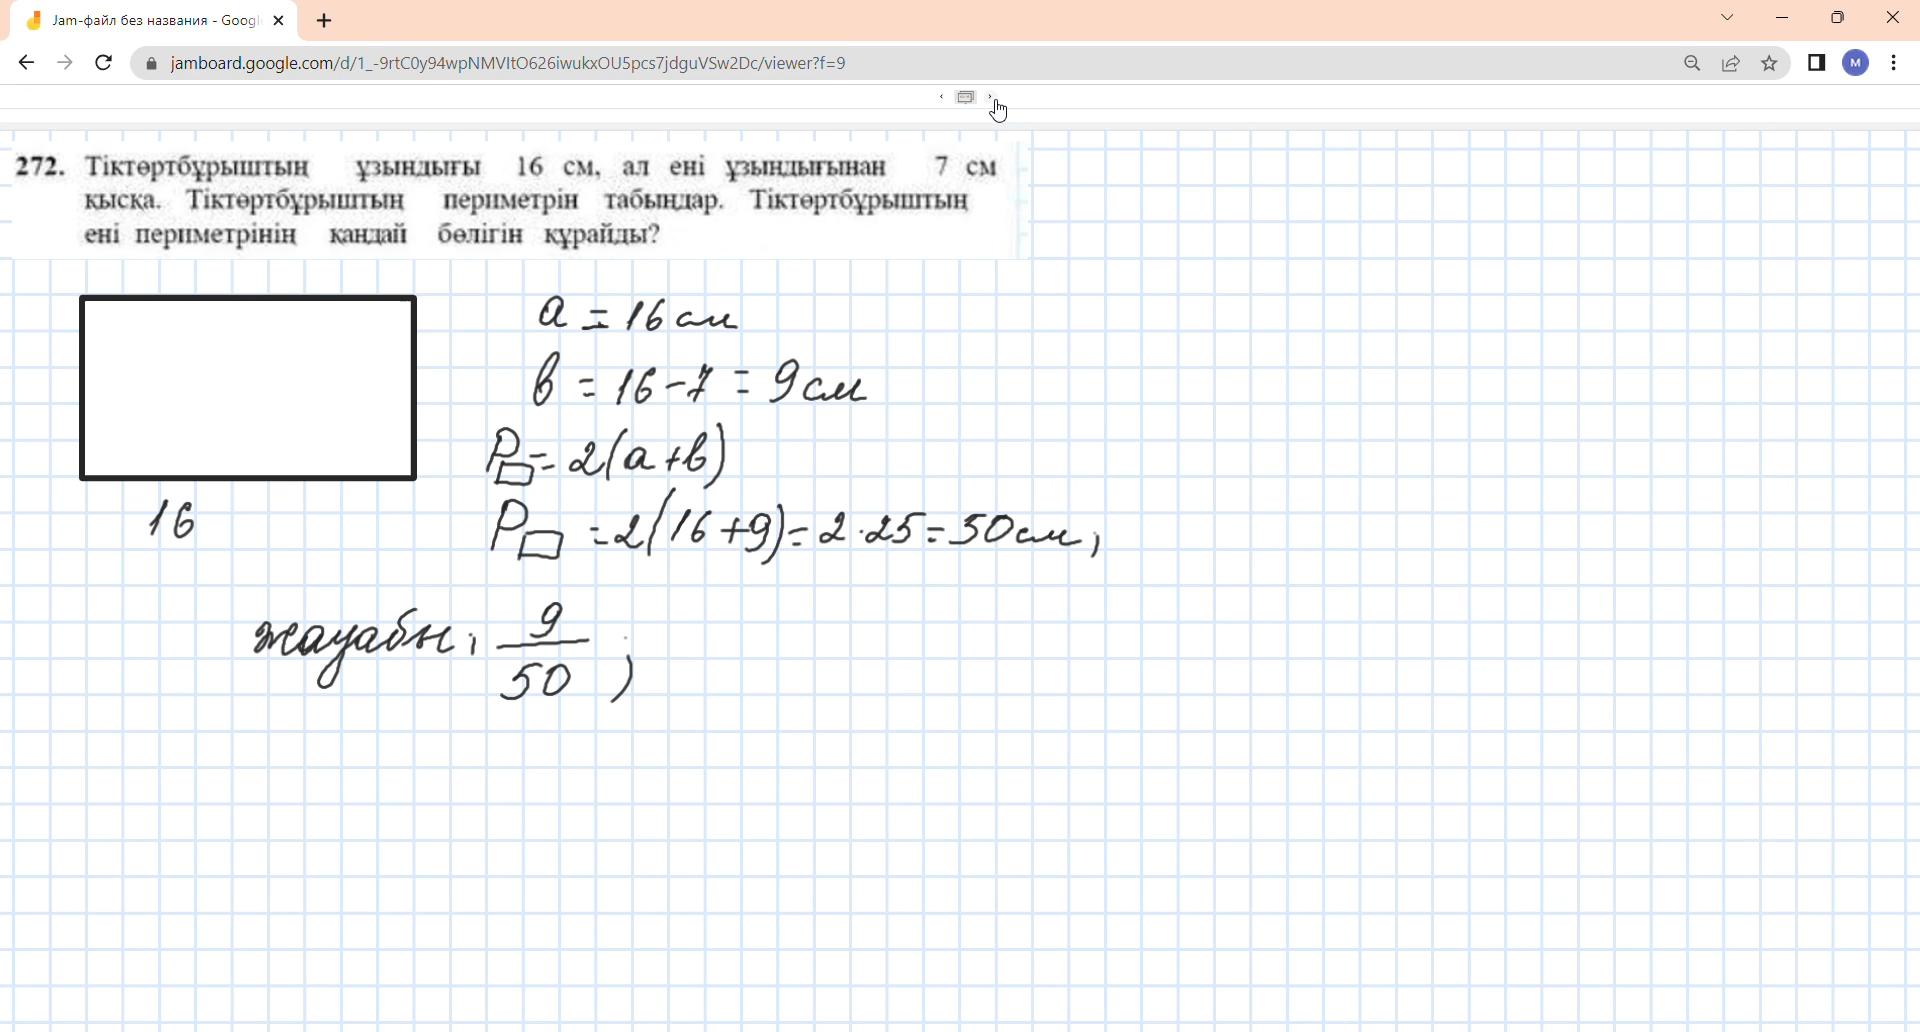 Jam-файл без названия - Googl
jamboard.google.com/d/1_-9rtC0y94wpNMVItO626iwukxOU5pcs7jdguVSw2Dc/viewer?f=9
M
272. Тіктөртбұрыштың ұзындығы 16 см, ал ені ұзындығынан 7 см
қысқа. Тіктөртбұрыштың периметрін табыңдар. Тіктөртбұрыштың
ені периметрінің қандай бөлігін құрайды?
a = 16 см
в = 16 - 7 = 9 см
P▭ = 2(a+в)
16
P▭ = 2(16+9) = 2·25 = 50 см;
жауабы; 9/50;